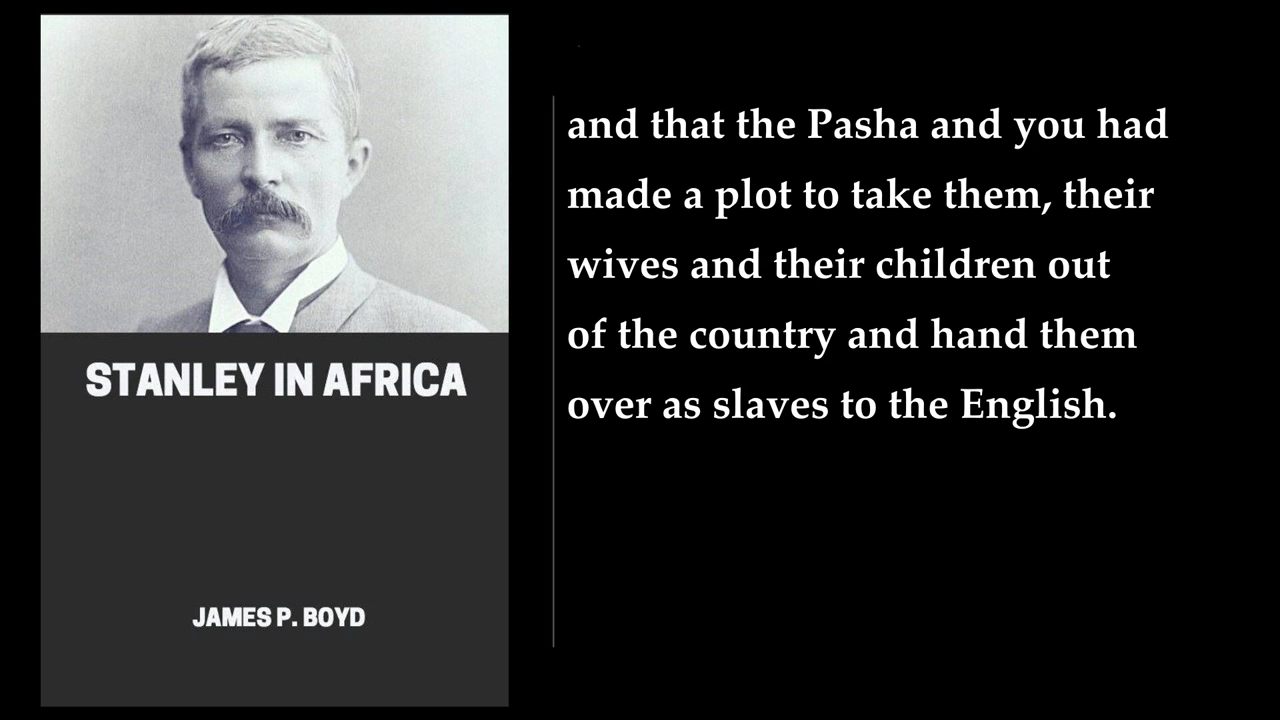 STANLEY IN AFRICA
JAMES P. BOYD
and that the Pasha and you had
made a plot to take them, their
wives and their children out
of the country and hand them
over as slaves to the English.